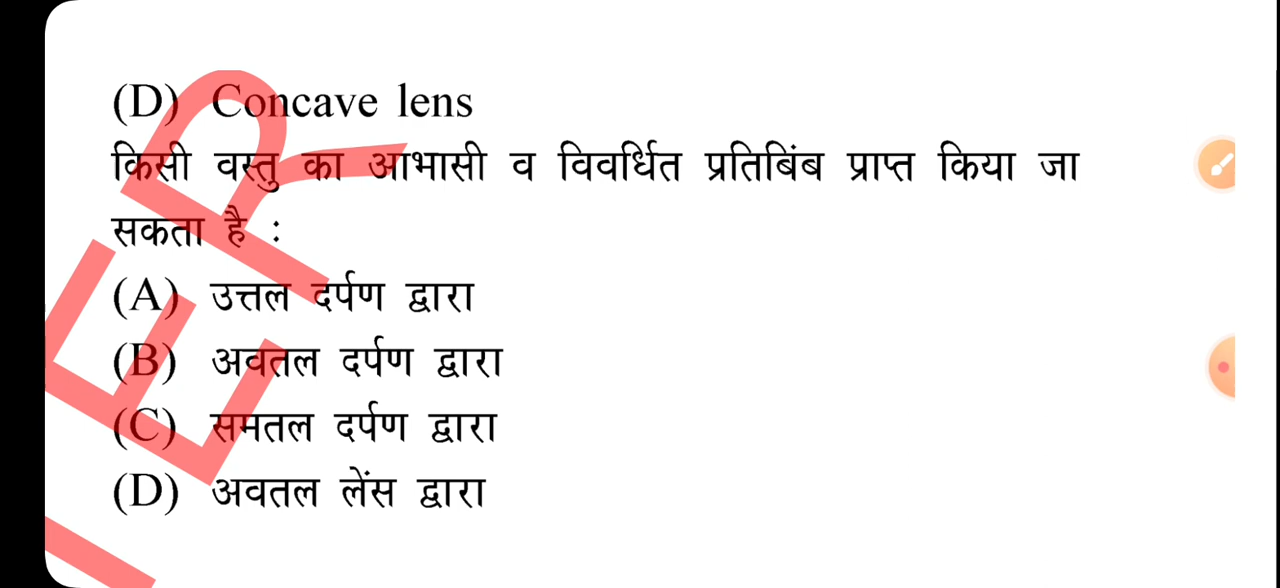 (D) Concave lens
किसी वस्तु का आभासी व विवर्धित प्रतिबिंब प्राप्त किया जा
सकता है :
(A) उत्तल दर्पण द्वारा
(B) अवतल दर्पण द्वारा
(C) समतल दर्पण द्वारा
(D) अवतल लेंस द्वारा